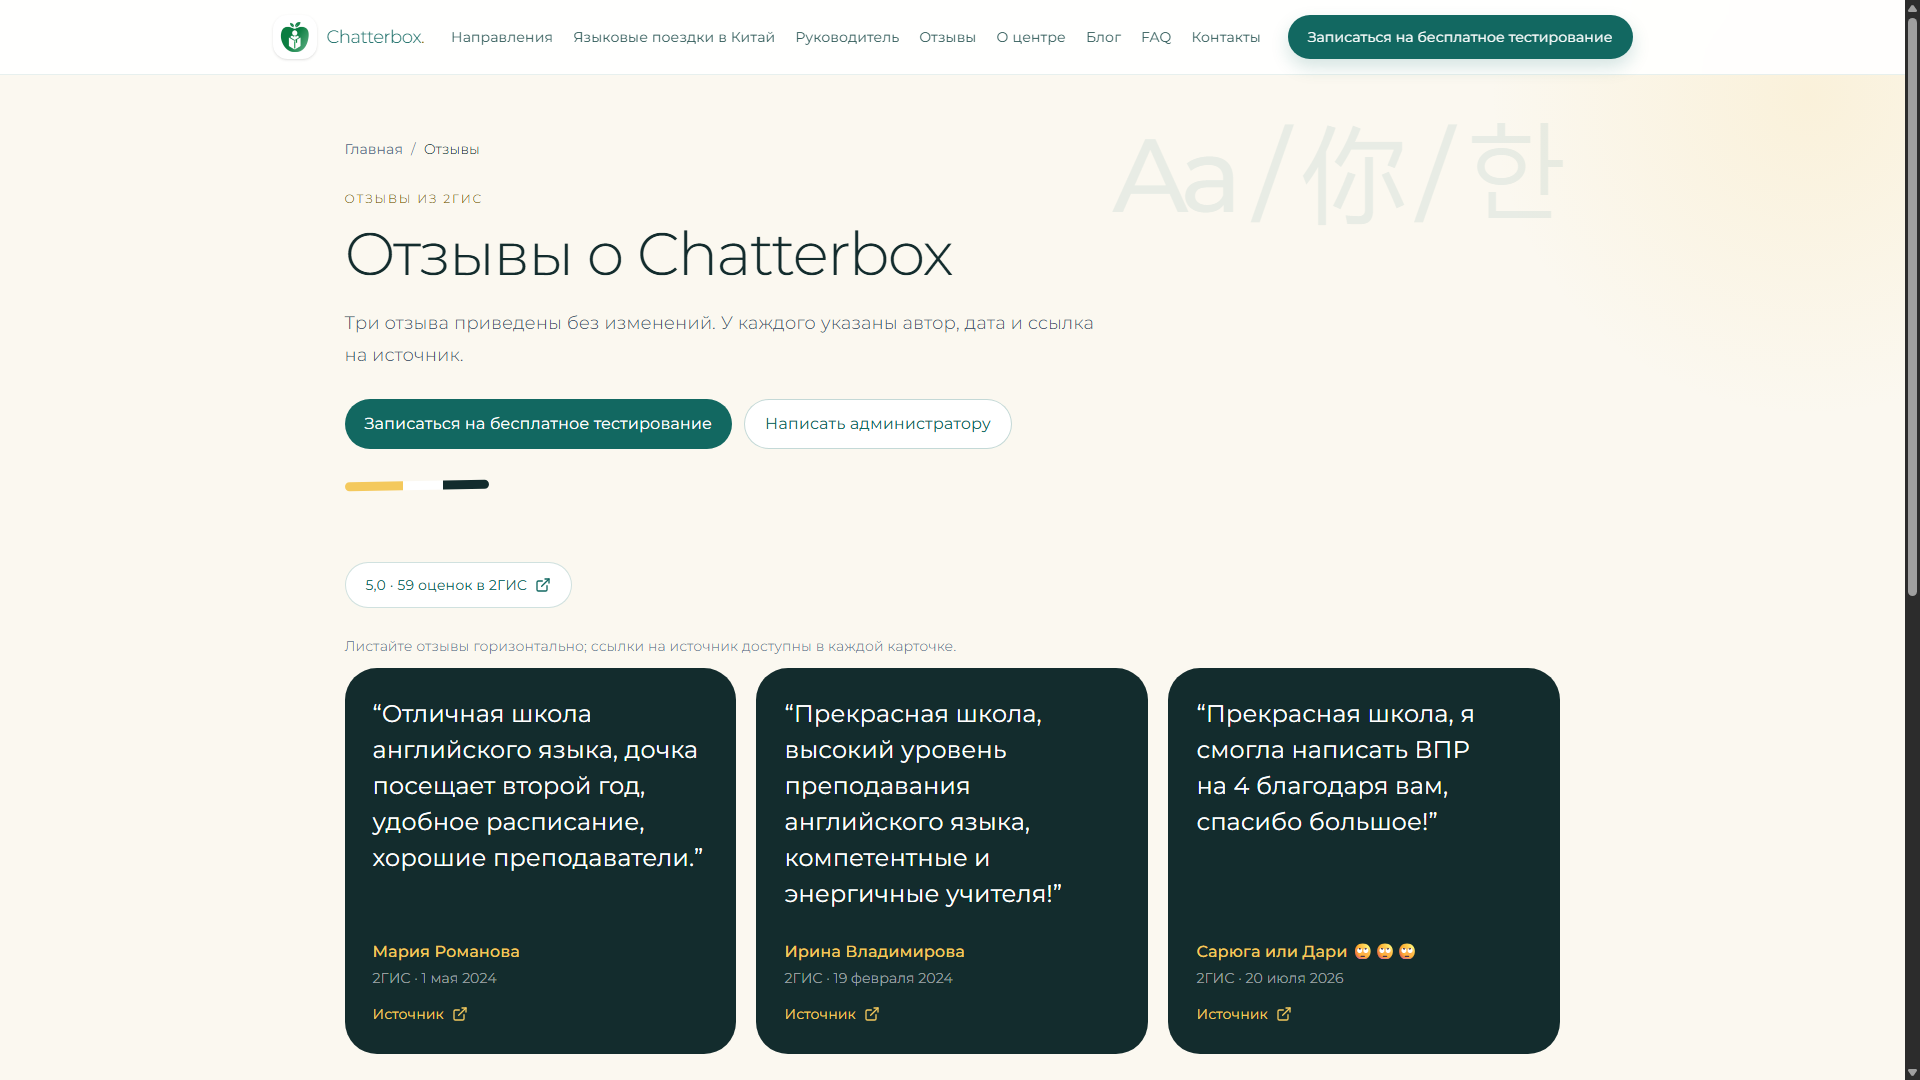 Chatterbox.
Направления
Языковые поездки в Китай
Руководитель
Отзывы
О центре
Блог
FAQ
Контакты
Записаться на бесплатное тестирование
Aa / 你 / 한
Главная / Отзывы
ОТЗЫВЫ ИЗ 2ГИС
Отзывы о Chatterbox
Три отзыва приведены без изменений. У каждого указаны автор, дата и ссылка
на источник.
Записаться на бесплатное тестирование
Написать администратору
5,0 · 59 оценок в 2ГИС
Листайте отзывы горизонтально; ссылки на источник доступны в каждой карточке.
“Отличная школа
английского языка, дочка
посещает второй год,
удобное расписание,
хорошие преподаватели.”
Мария Романова
2ГИС · 1 мая 2024
Источник
“Прекрасная школа,
высокий уровень
преподавания
английского языка,
компетентные и
энергичные учителя!”
Ирина Владимирова
2ГИС · 19 февраля 2024
Источник
“Прекрасная школа, я
смогла написать ВПР
на 4 благодаря вам,
спасибо большое!”
Сарюга или Дари 🙄🙄🙄
2ГИС · 20 июля 2026
Источник